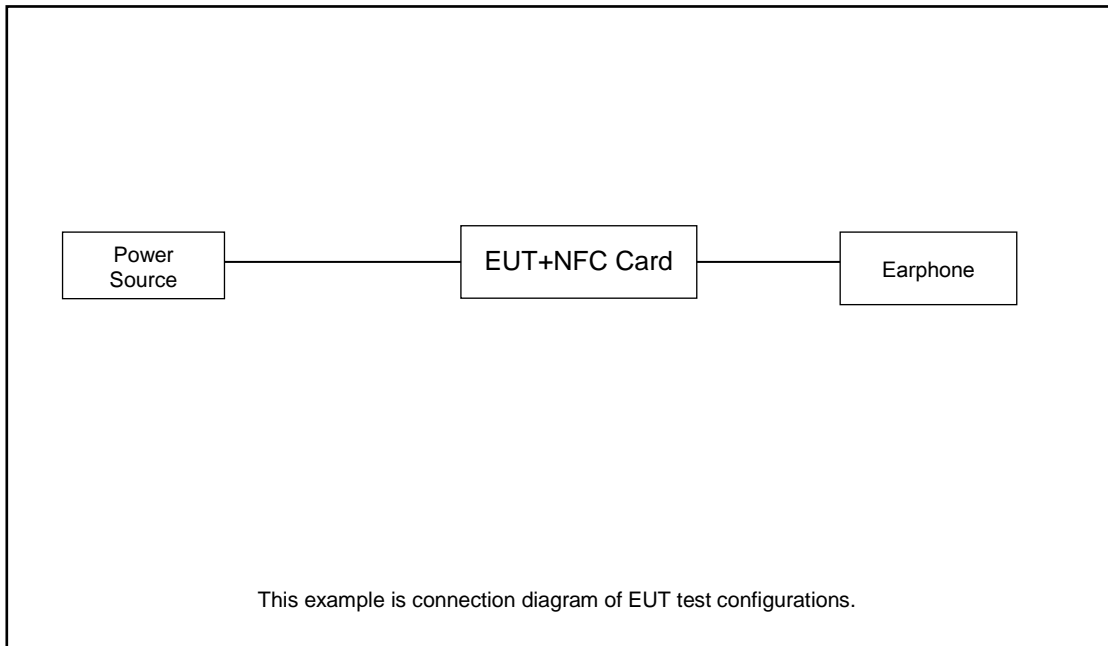 Power
Source
EUT+NFC Card
Earphone
This example is connection diagram of EUT test configurations.